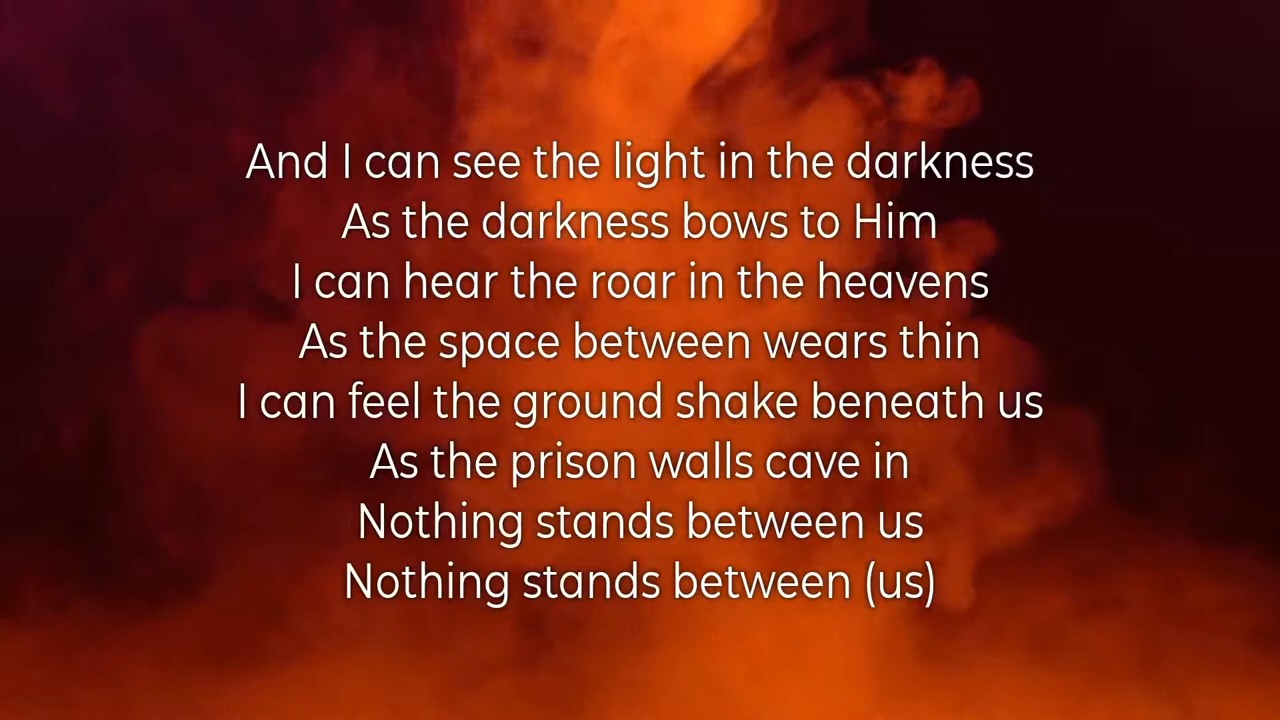 And I can see the light in the darkness
As the darkness bows to Him
I can hear the roar in the heavens
As the space between wears thin
I can feel the ground shake beneath us
As the prison walls cave in
Nothing stands between us
Nothing stands between (us)